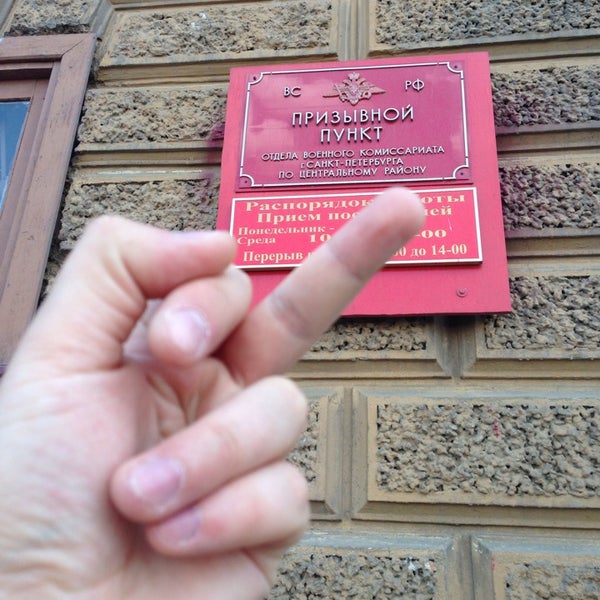 ВС РФ
ПРИЗЫВНОЙ
ПУНКТ
ОТДЕЛА ВОЕННОГО КОМИССАРИАТА
г.САНКТ-ПЕТЕРБУРГА
ПО ЦЕНТРАЛЬНОМУ РАЙОНУ
Распорядок
Прием
Понедельник -
Среда
Перерыв до 14-00